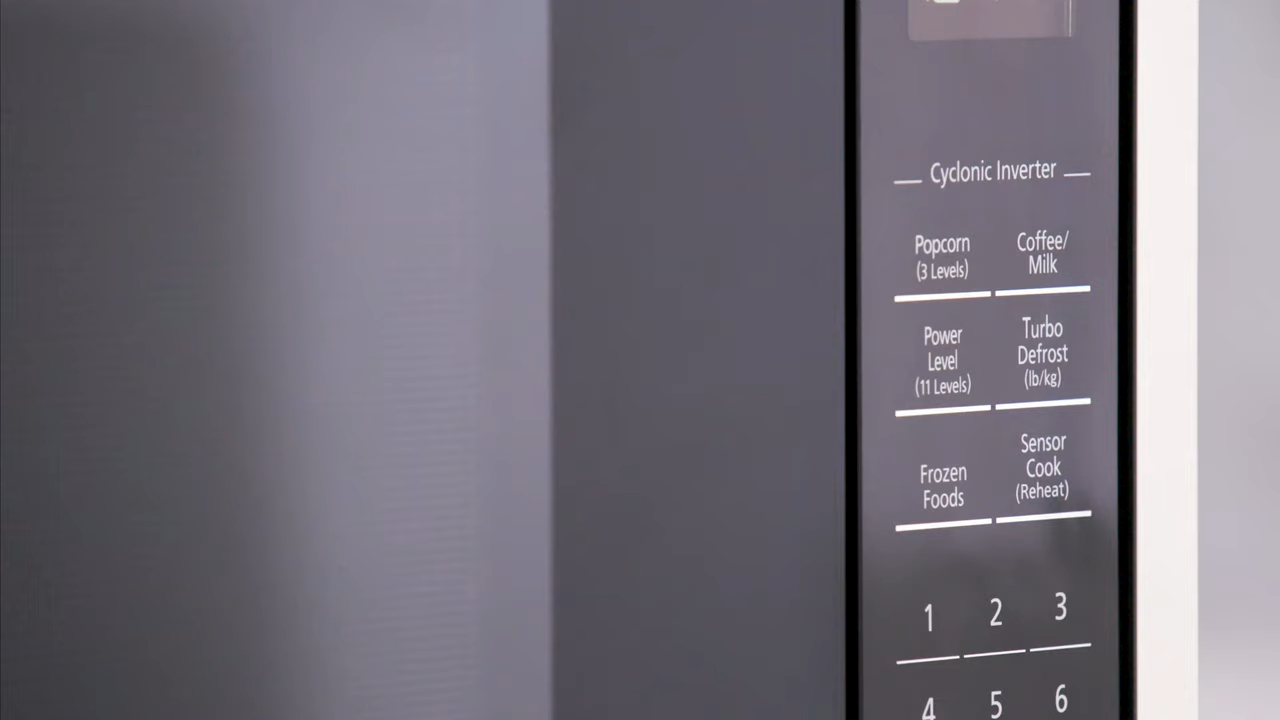 Cyclonic Inverter
Popcorn
(3 Levels)
Coffee/
Milk
Power
Level
(11 Levels)
Turbo
Defrost
(lb/kg)
Frozen
Foods
Sensor
Cook
(Reheat)
1 2 3
4 5 6